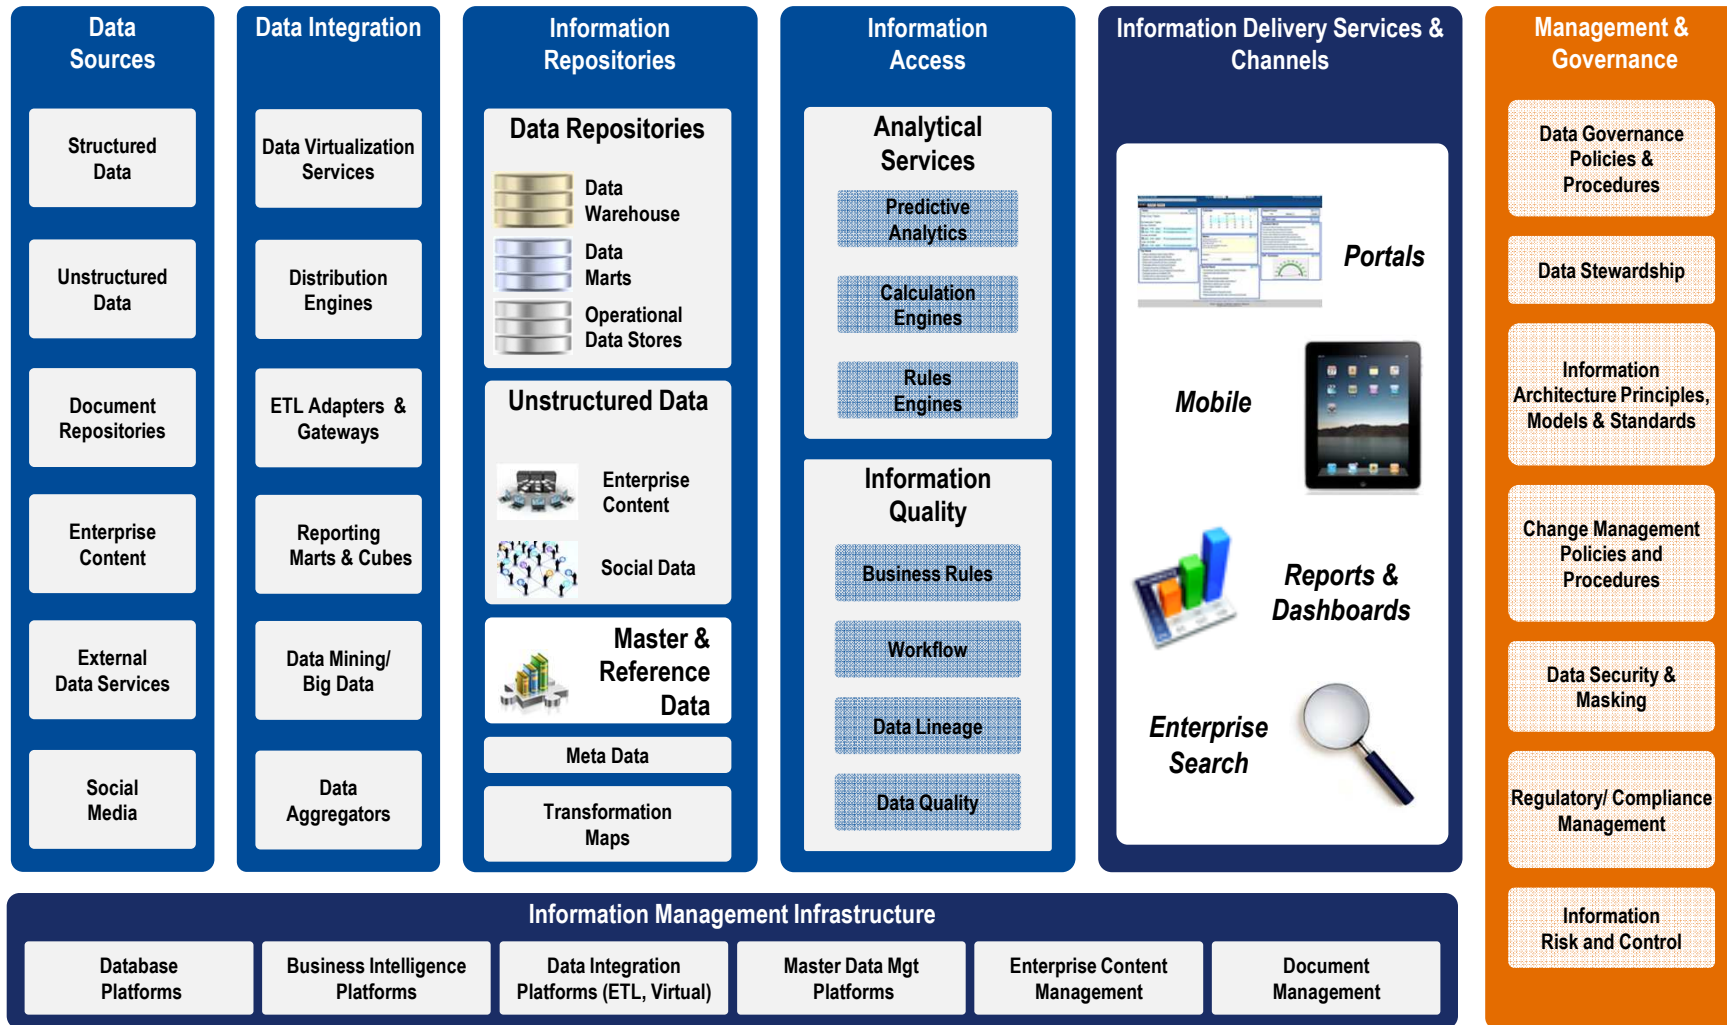 Data
Sources
Structured
Data
Unstructured
Data
Document
Repositories
Enterprise
Content
External
Data Services
Social
Media
Data Integration
Data Virtualization
Services
Distribution
Engines
ETL Adapters &
Gateways
Reporting
Marts & Cubes
Data Mining/
Big Data
Data
Aggregators
Information
Repositories
Data Repositories
Data
Warehouse
Data
Marts
Operational
Data Stores
Unstructured Data
Enterprise
Content
Social Data
Master &
Reference
Data
Meta Data
Transformation
Maps
Information
Access
Analytical
Services
Predictive
Analytics
Calculation
Engines
Rules
Engines
Information
Quality
Business Rules
Workflow
Data Lineage
Data Quality
Information Delivery Services &
Channels
Portals
Mobile
Reports &
Dashboards
Enterprise
Search
Management &
Governance
Data Governance
Policies &
Procedures
Data Stewardship
Information
Architecture Principles,
Models & Standards
Change Management
Policies and
Procedures
Data Security &
Masking
Regulatory/ Compliance
Management
Information
Risk and Control
Information Management Infrastructure
Database
Platforms
Business Intelligence
Platforms
Data Integration
Platforms (ETL, Virtual)
Master Data Mgt
Platforms
Enterprise Content
Management
Document
Management